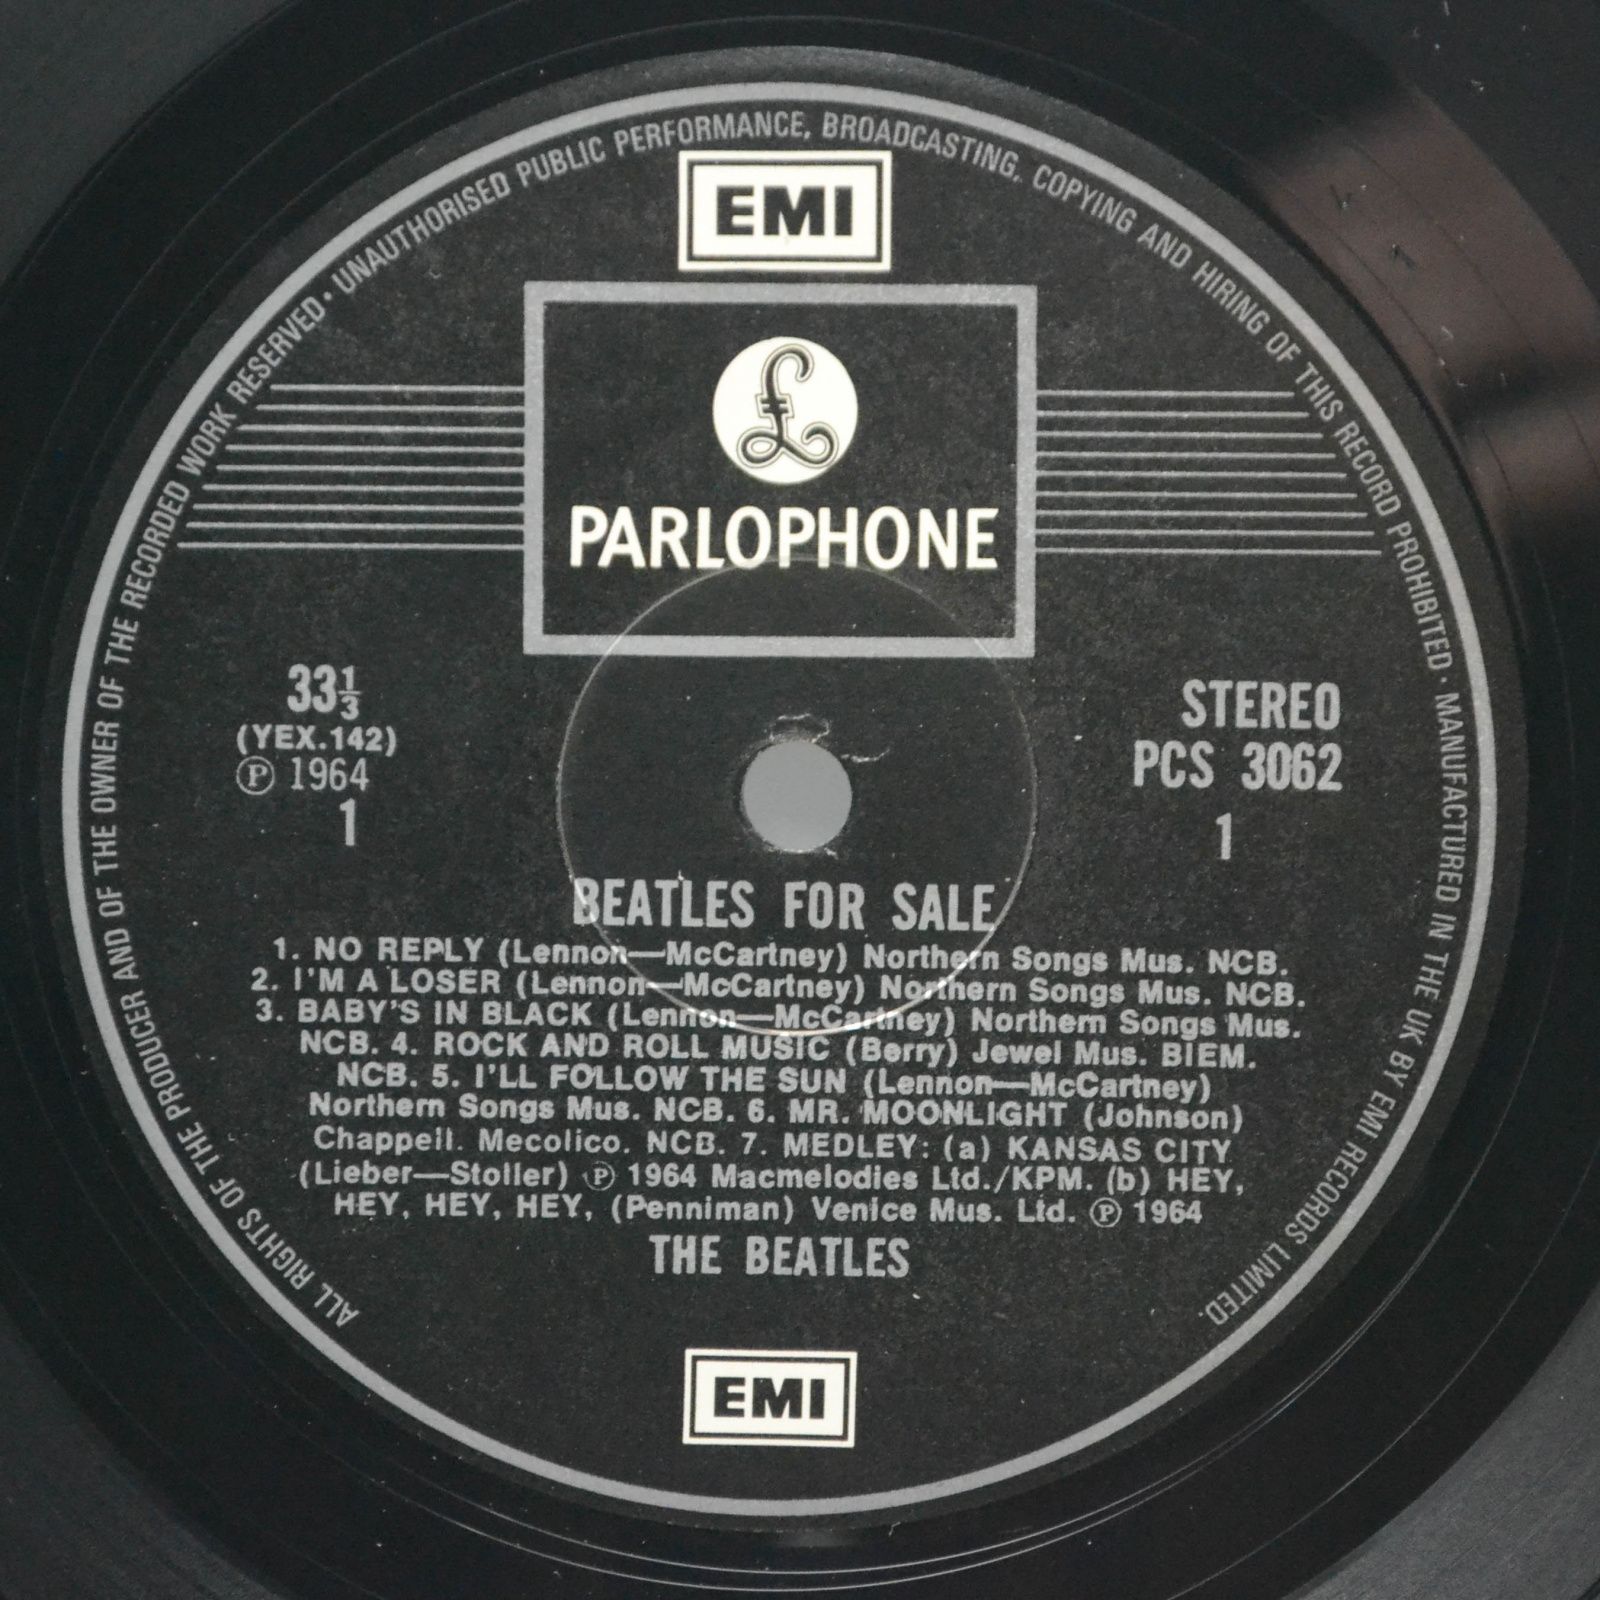 ALL RIGHTS OF THE PRODUCER AND OF THE OWNER OF THE RECORDED WORK RESERVED · UNAUTHORISED PUBLIC PERFORMANCE, BROADCASTING, COPYING AND HIRING OF THIS RECORD PROHIBITED · MANUFACTURED IN THE UK BY EMI RECORDS LIMITED.
EMI
£
PARLOPHONE
33⅓
(YEX.142)
℗ 1964
1
STEREO
PCS 3062
1
BEATLES FOR SALE
1. NO REPLY (Lennon—McCartney) Northern Songs Mus. NCB.
2. I'M A LOSER (Lennon—McCartney) Northern Songs Mus. NCB.
3. BABY'S IN BLACK (Lennon—McCartney) Northern Songs Mus.
NCB. 4. ROCK AND ROLL MUSIC (Berry) Jewel Mus. BIEM.
NCB. 5. I'LL FOLLOW THE SUN (Lennon—McCartney)
Northern Songs Mus. NCB. 6. MR. MOONLIGHT (Johnson)
Chappell. Mecolico. NCB. 7. MEDLEY: (a) KANSAS CITY
(Lieber—Stoller) ℗ 1964 Macmelodies Ltd./KPM. (b) HEY,
HEY, HEY, HEY, (Penniman) Venice Mus. Ltd. ℗ 1964
THE BEATLES
EMI